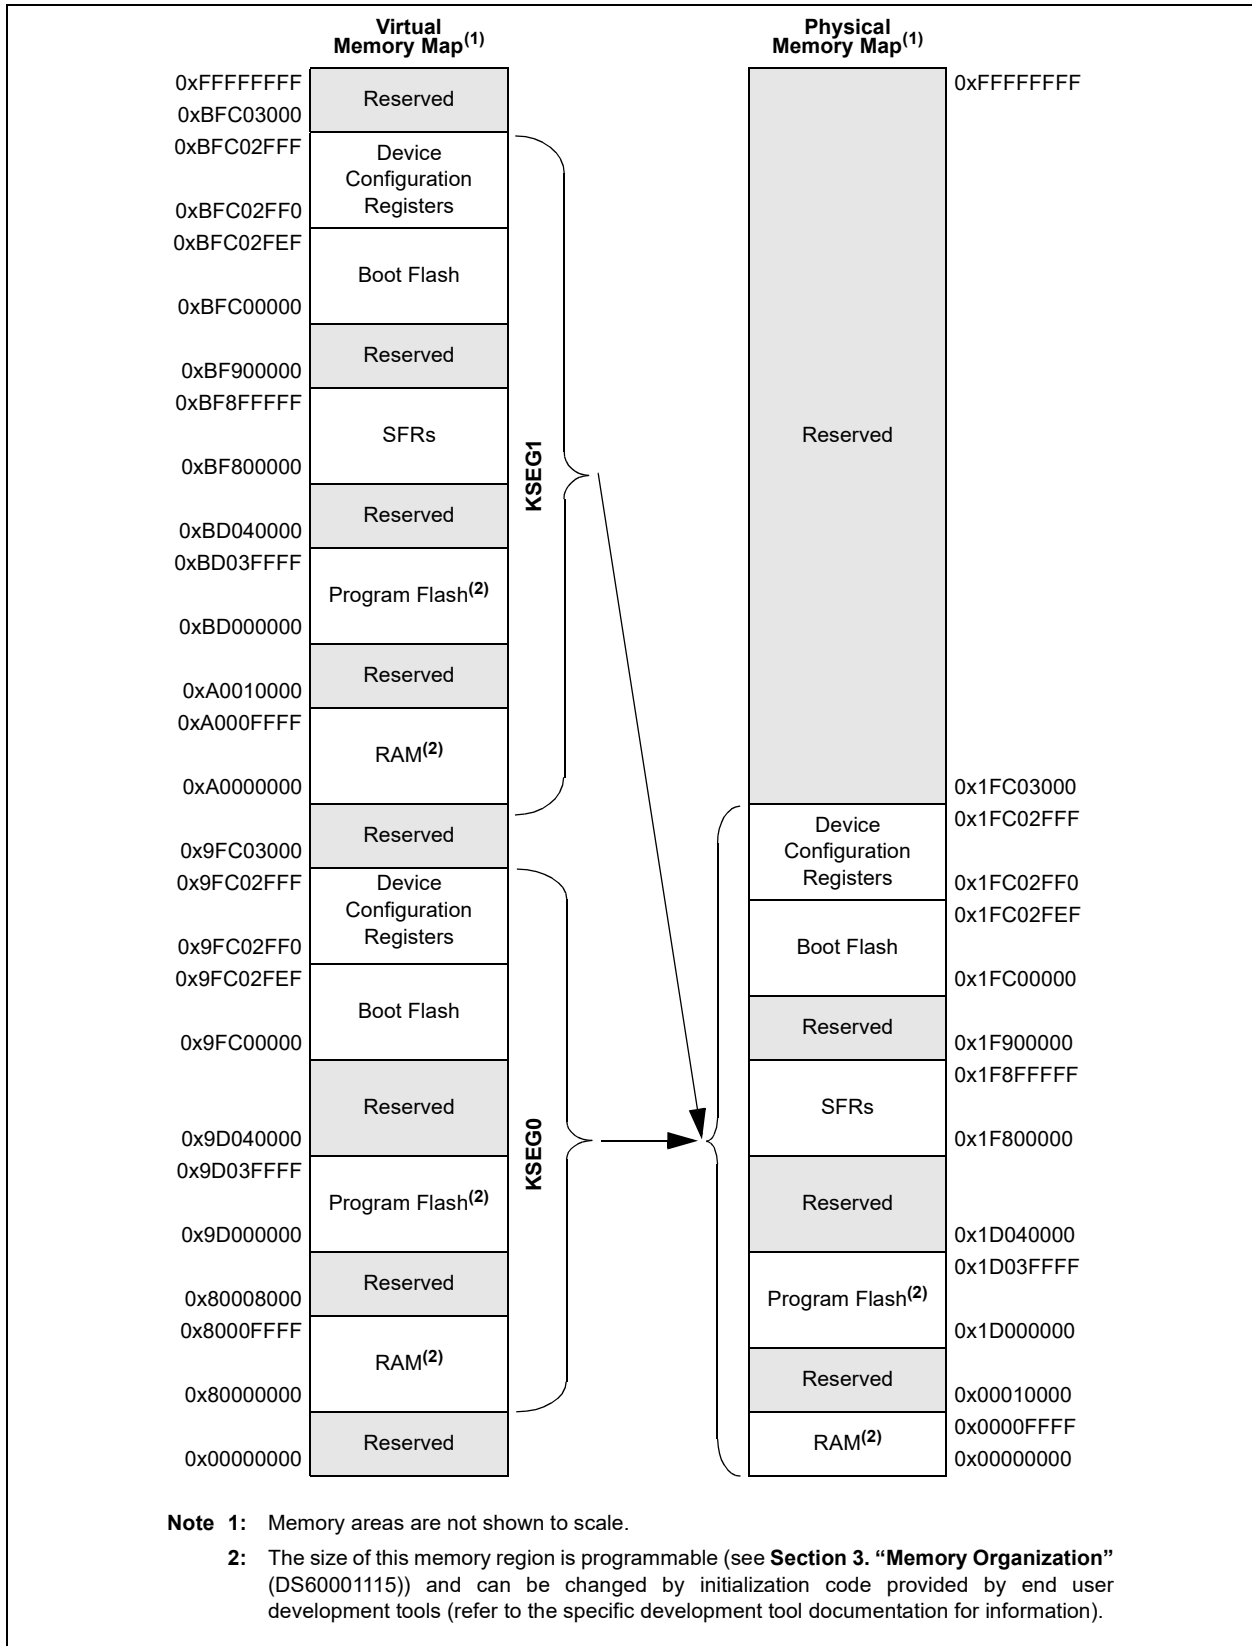 Virtual
Memory Map(1)
0xFFFFFFFF
Reserved
0xBFC03000
0xBFC02FFF
Device
Configuration
Registers
0xBFC02FF0
0xBFC02FEF
Boot Flash
0xBFC00000
Reserved
0xBF900000
0xBF8FFFFF
SFRs
0xBF800000
Reserved
0xBD040000
0xBD03FFFF
Program Flash(2)
0xBD000000
Reserved
0xA0010000
0xA000FFFF
RAM(2)
0xA0000000
Reserved
0x9FC03000
0x9FC02FFF
Device
Configuration
Registers
0x9FC02FF0
0x9FC02FEF
Boot Flash
0x9FC00000
Reserved
0x9D040000
0x9D03FFFF
Program Flash(2)
0x9D000000
Reserved
0x80008000
0x8000FFFF
RAM(2)
0x80000000
Reserved
0x00000000
KSEG1
KSEG0
Physical
Memory Map(1)
0xFFFFFFFF
Reserved
0x1FC03000
0x1FC02FFF
Device
Configuration
Registers
0x1FC02FF0
0x1FC02FEF
Boot Flash
0x1FC00000
Reserved
0x1F900000
0x1F8FFFFF
SFRs
0x1F800000
Reserved
0x1D040000
0x1D03FFFF
Program Flash(2)
0x1D000000
Reserved
0x00010000
0x0000FFFF
RAM(2)
0x00000000
Note 1: Memory areas are not shown to scale.
2: The size of this memory region is programmable (see Section 3. “Memory Organization”
(DS60001115)) and can be changed by initialization code provided by end user
development tools (refer to the specific development tool documentation for information).